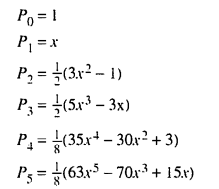 P₀ = 1
P₁ = x
P₂ = ½(3x² − 1)
P₃ = ½(5x³ − 3x)
P₄ = ⅛(35x⁴ − 30x² + 3)
P₅ = ⅛(63x⁵ − 70x³ + 15x)